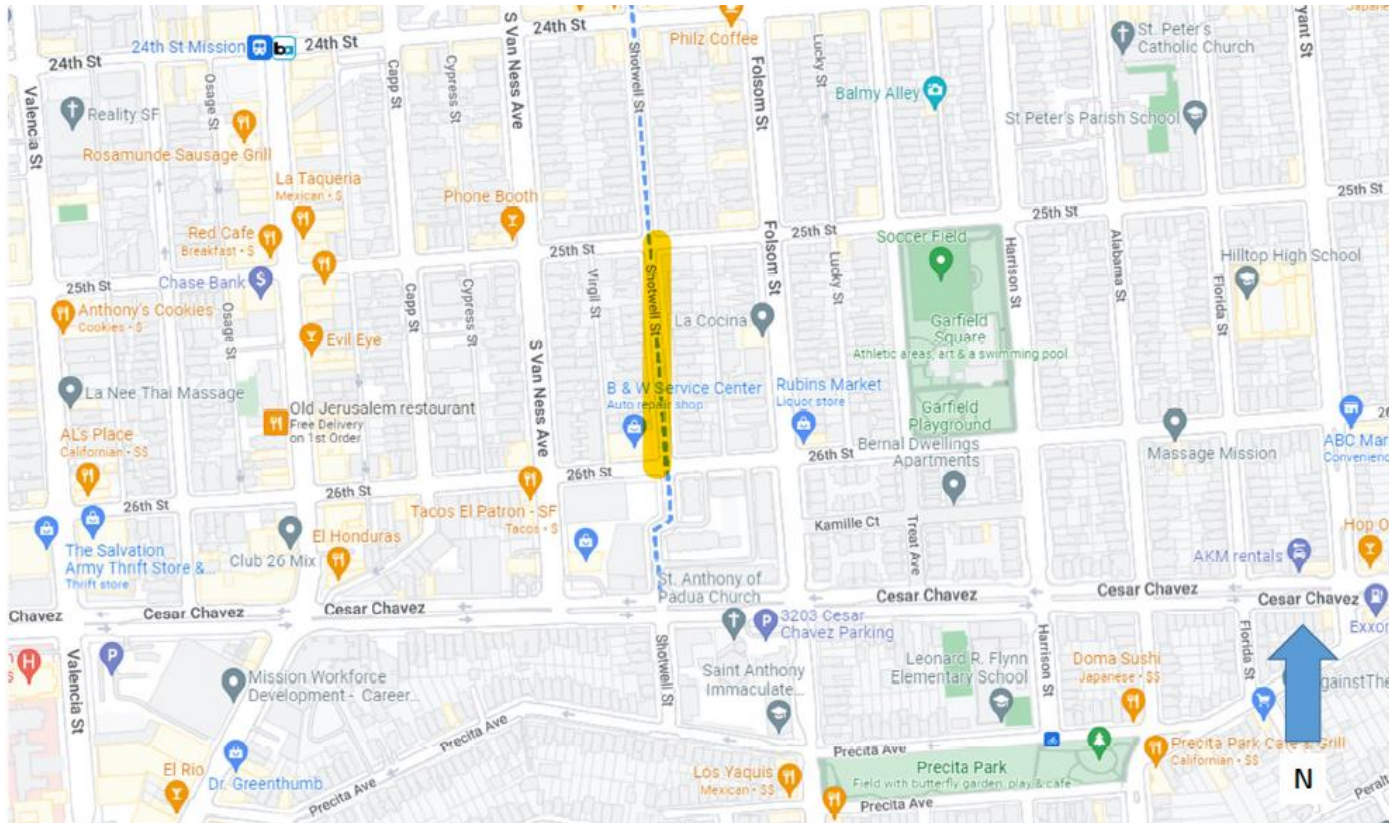 24th St Mission
24th St
24th St
24th St
Philz Coffee
St. Peter's
Catholic Church
Osage St
Capp St
Cypress St
S Van Ness Ave
Shotwell St
Folsom St
Lucky St
Balmy Alley
Valencia St
Reality SF
St Peter's Parish School
Rosamunde Sausage Grill
La Taqueria
Mexican • $
Phone Booth
25th St
25th St
25th St
25th St
Red Cafe
Breakfast • $
Chase Bank
Soccer Field
Harrison St
Alabama St
Hilltop High School
Anthony's Cookies
Cookies • $
Osage St
Evil Eye
Capp St
Cypress St
S Van Ness Ave
Virgil St
Shotwell St
Shotwell St
La Cocina
Folsom St
Lucky St
Garfield
Square
Athletic areas, art & a swimming pool
Florida St
La Nee Thai Massage
B & W Service Center
Auto repair shop
Rubins Market
Liquor store
Garfield
Playground
Old Jerusalem restaurant
Free Delivery
on 1st Order
AL's Place
Californian • $$
26th St
26th St
26th St
26th St
Bernal Dwellings
Apartments
Massage Mission
ABC Mar
Convenienc
Tacos El Patron - SF
Tacos • $
Kamille Ct
Treat Ave
Hop O
The Salvation
Army Thrift Store &...
Thrift store
Club 26 Mix
El Honduras
AKM rentals
St. Anthony of
Padua Church
Chavez
Cesar Chavez
Cesar Chavez
Cesar Chavez
Cesar Chavez
Cesar Chavez
Exxon
3203 Cesar
Chavez Parking
Valencia St
P
P
H
Mission Workforce
Development - Career...
Shotwell St
Saint Anthony
Immaculate...
Leonard R. Flynn
Elementary School
Harrison St
Doma Sushi
Japanese • $$
Florida St
gainstThe
Precita Ave
Precita Ave
Precita Park Cafe & Grill
Californian • $$
El Rio
Dr. Greenthumb
Precita Ave
Los Yaquis
Mexican • $$
Precita Park
Field with butterfly garden, play & cafe
Precita Ave
N
Peralt